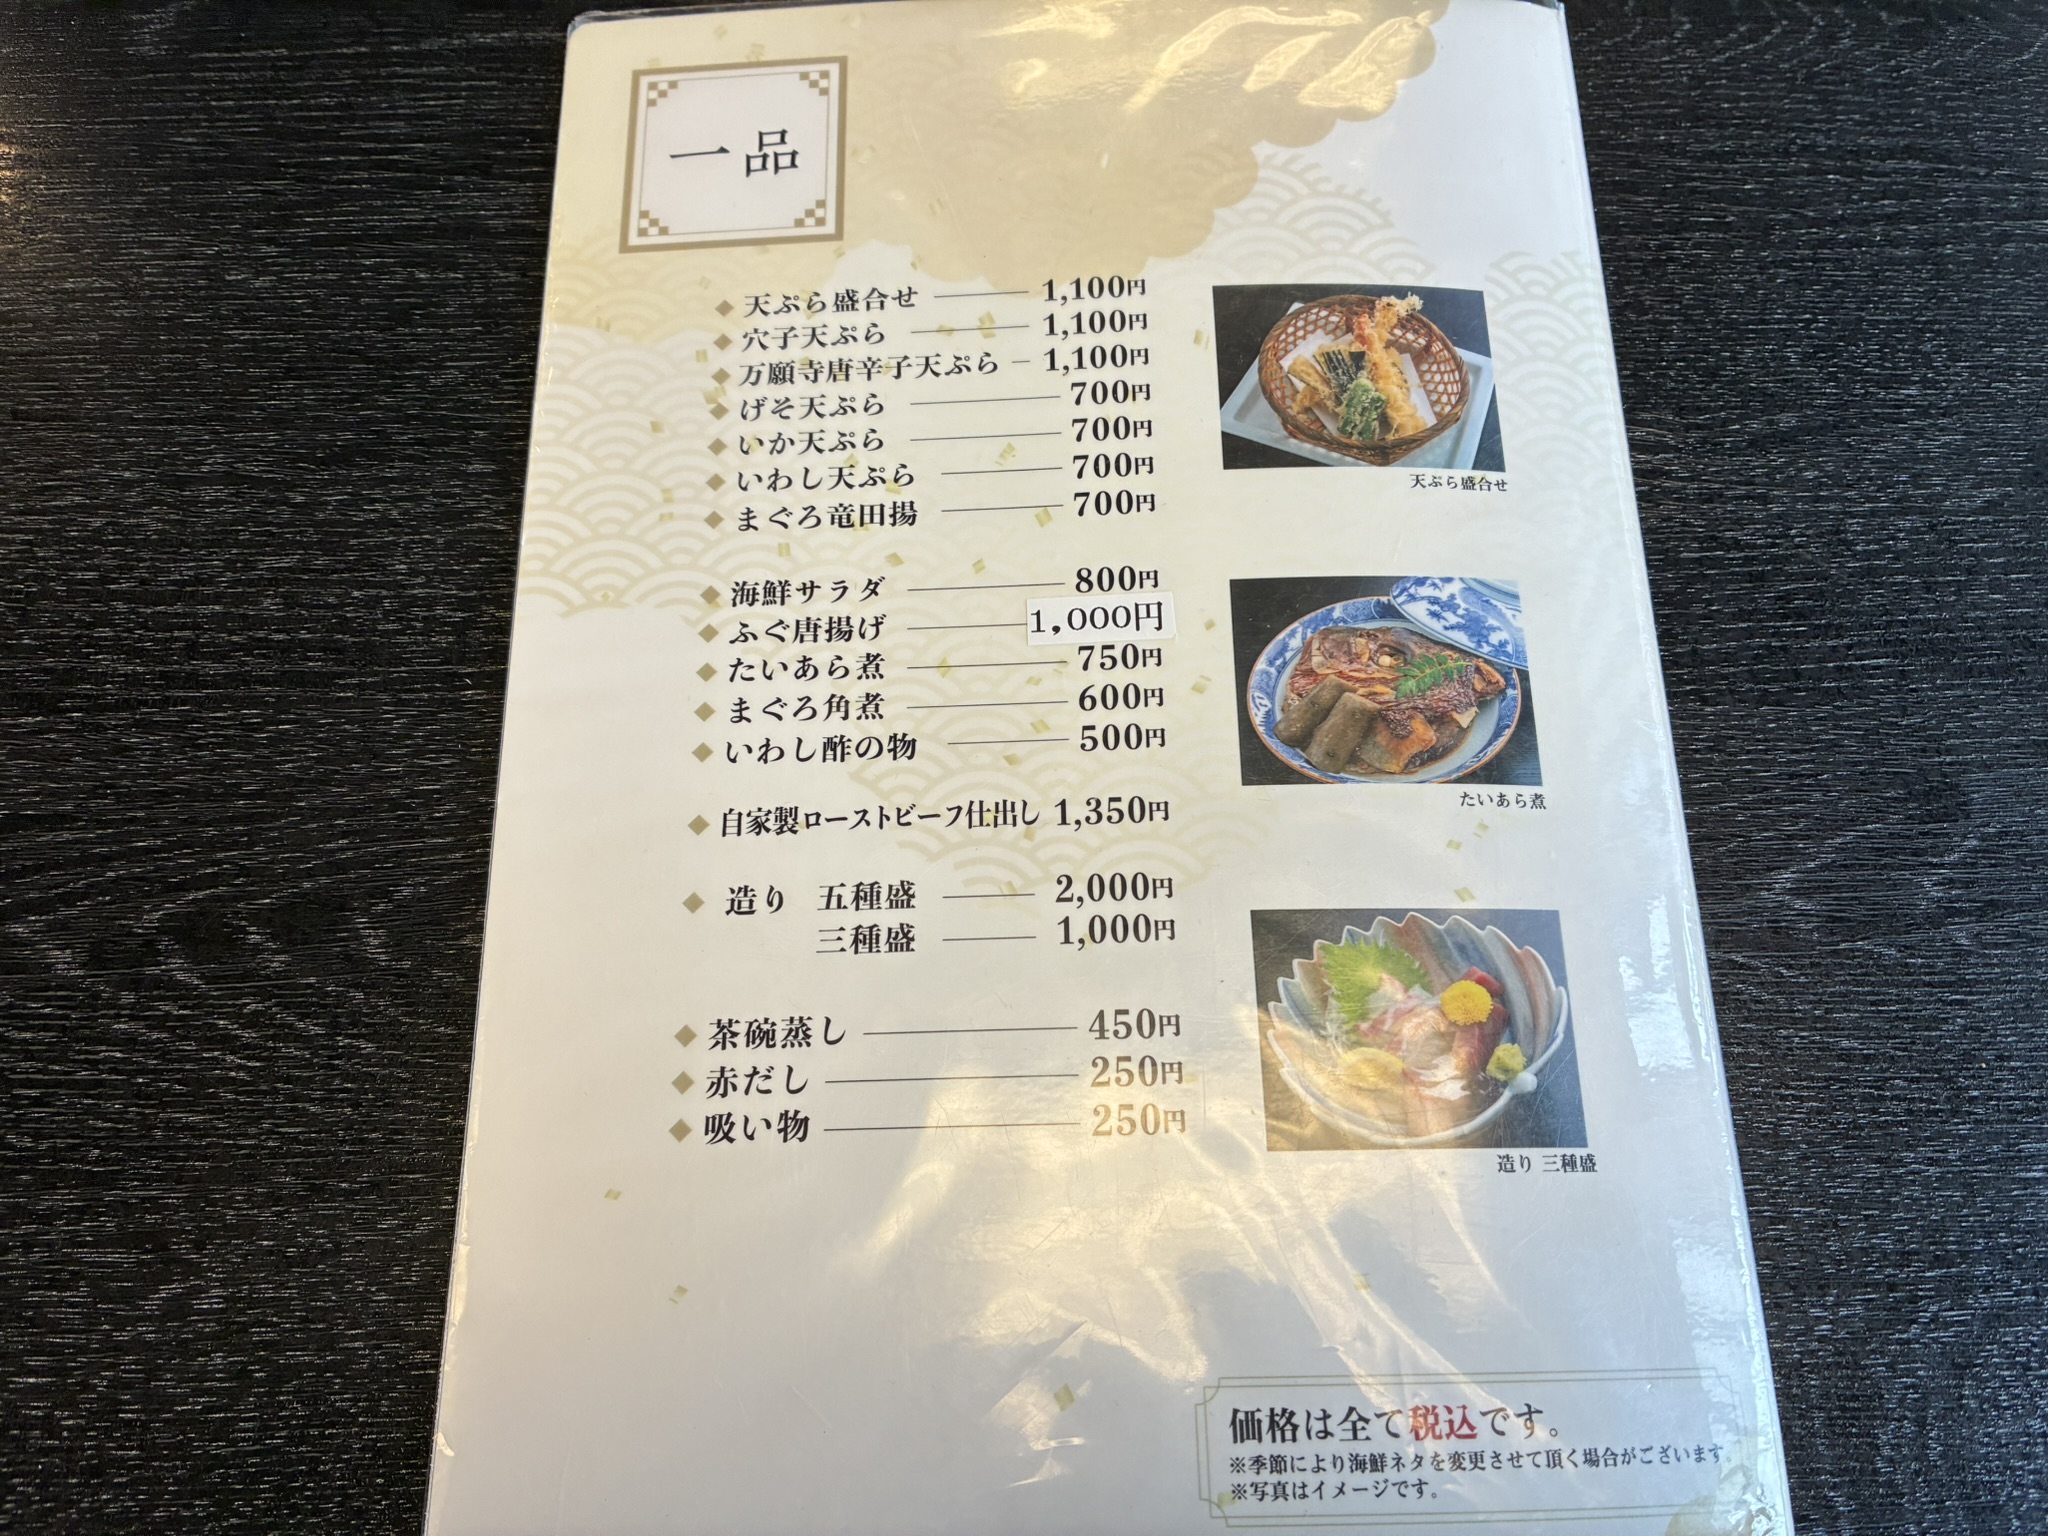 一品
◆ 天ぷら盛合せ 1,100円
◆ 穴子天ぷら 1,100円
◆ 万願寺唐辛子天ぷら 1,100円
◆ げそ天ぷら 700円
◆ いか天ぷら 700円
◆ いわし天ぷら 700円
◆ まぐろ竜田揚 700円
天ぷら盛合せ
◆ 海鮮サラダ 800円
◆ ふぐ唐揚げ 1,000円
◆ たいあら煮 750円
◆ まぐろ角煮 600円
◆ いわし酢の物 500円
たいあら煮
◆ 自家製ローストビーフ仕出し 1,350円
◆ 造り 五種盛 2,000円
三種盛 1,000円
◆ 茶碗蒸し 450円
◆ 赤だし 250円
◆ 吸い物 250円
造り 三種盛
価格は全て税込です。
※季節により海鮮ネタを変更させて頂く場合がございます。
※写真はイメージです。